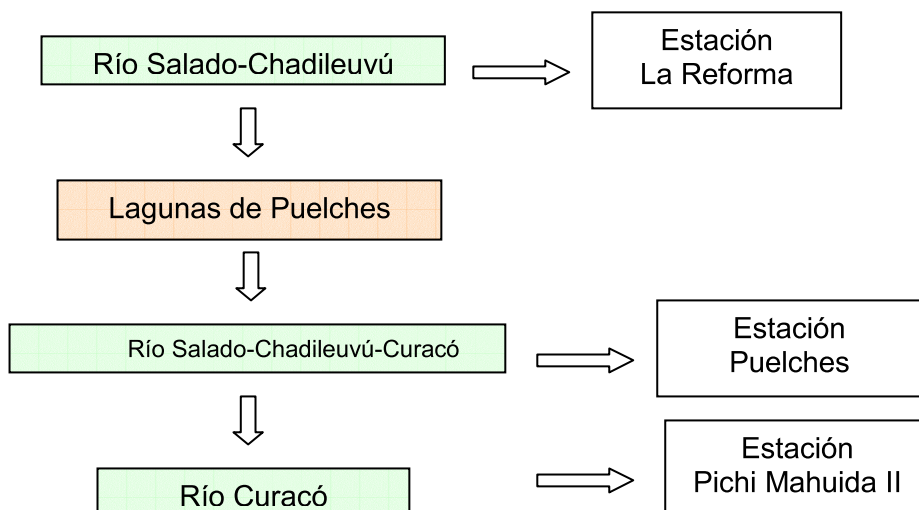 Río Salado-Chadileuvú
Estación
La Reforma
Lagunas de Puelches
Río Salado-Chadileuvú-Curacó
Estación
Puelches
Río Curacó
Estación
Pichi Mahuida II